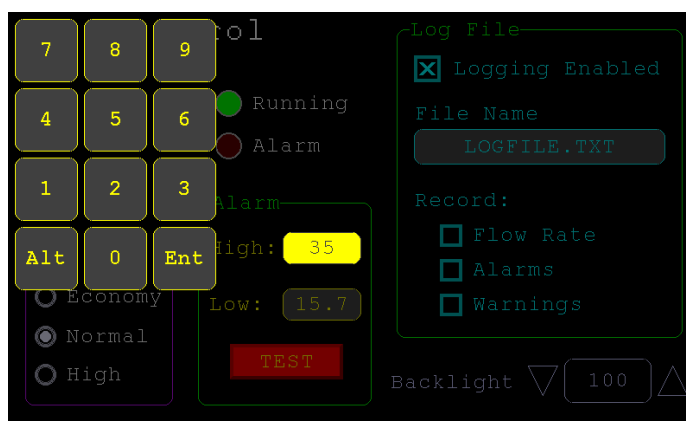 7 8 9
4 5 6
1 2 3
Alt 0 Ent
rol
Running
Alarm
Alarm
High: 35
Low: 15.7
TEST
Economy
Normal
High
Log File
Logging Enabled
File Name
LOGFILE.TXT
Record:
Flow Rate
Alarms
Warnings
Backlight 100